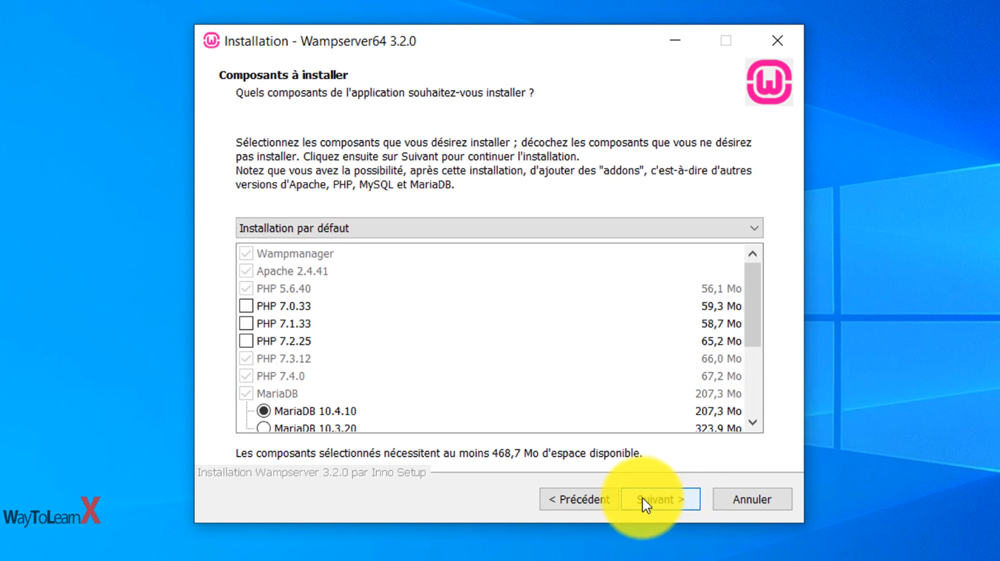 Installation - Wampserver64 3.2.0
Composants à installer
Quels composants de l'application souhaitez-vous installer ?
Sélectionnez les composants que vous désirez installer ; décochez les composants que vous ne désirez
pas installer. Cliquez ensuite sur Suivant pour continuer l'installation.
Notez que vous avez la possibilité, après cette installation, d'ajouter des "addons", c'est-à-dire d'autres
versions d'Apache, PHP, MySQL et MariaDB.
Installation par défaut
Wampmanager
Apache 2.4.41
PHP 5.6.40 56,1 Mo
PHP 7.0.33 59,3 Mo
PHP 7.1.33 58,7 Mo
PHP 7.2.25 65,2 Mo
PHP 7.3.12 66,0 Mo
PHP 7.4.0 67,2 Mo
MariaDB 207,3 Mo
MariaDB 10.4.10 207,3 Mo
MariaDB 10.3.20 323,9 Mo
Les composants sélectionnés nécessitent au moins 468,7 Mo d'espace disponible.
Installation Wampserver 3.2.0 par Inno Setup
< Précédent Suivant > Annuler
WayToLearnX